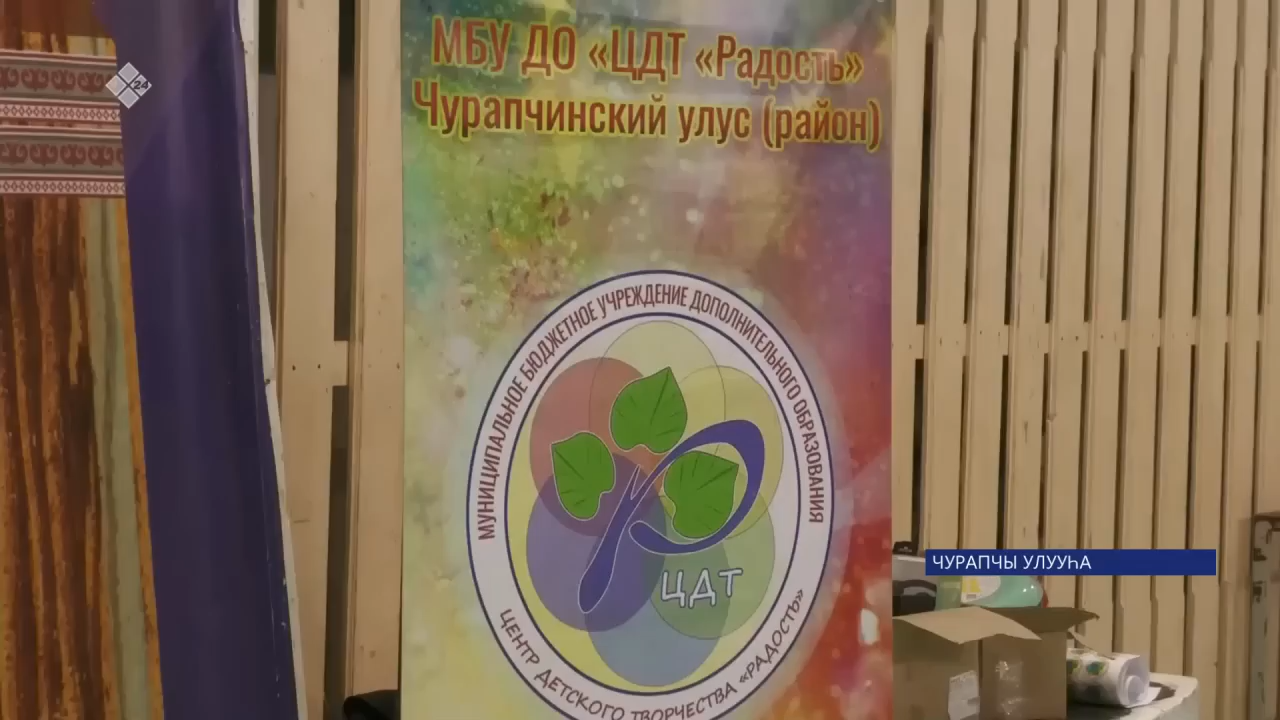 МБУ ДО «ЦДТ «Радость»
Чурапчинский улус (район)
24
МУНИЦИПАЛЬНОЕ БЮДЖЕТНОЕ УЧРЕЖДЕНИЕ ДОПОЛНИТЕЛЬНОГО ОБРАЗОВАНИЯ
ЦДТ
ЦЕНТР ДЕТСКОГО ТВОРЧЕСТВА «РАДОСТЬ»
ЧУРАПЧЫ УЛУУҺА